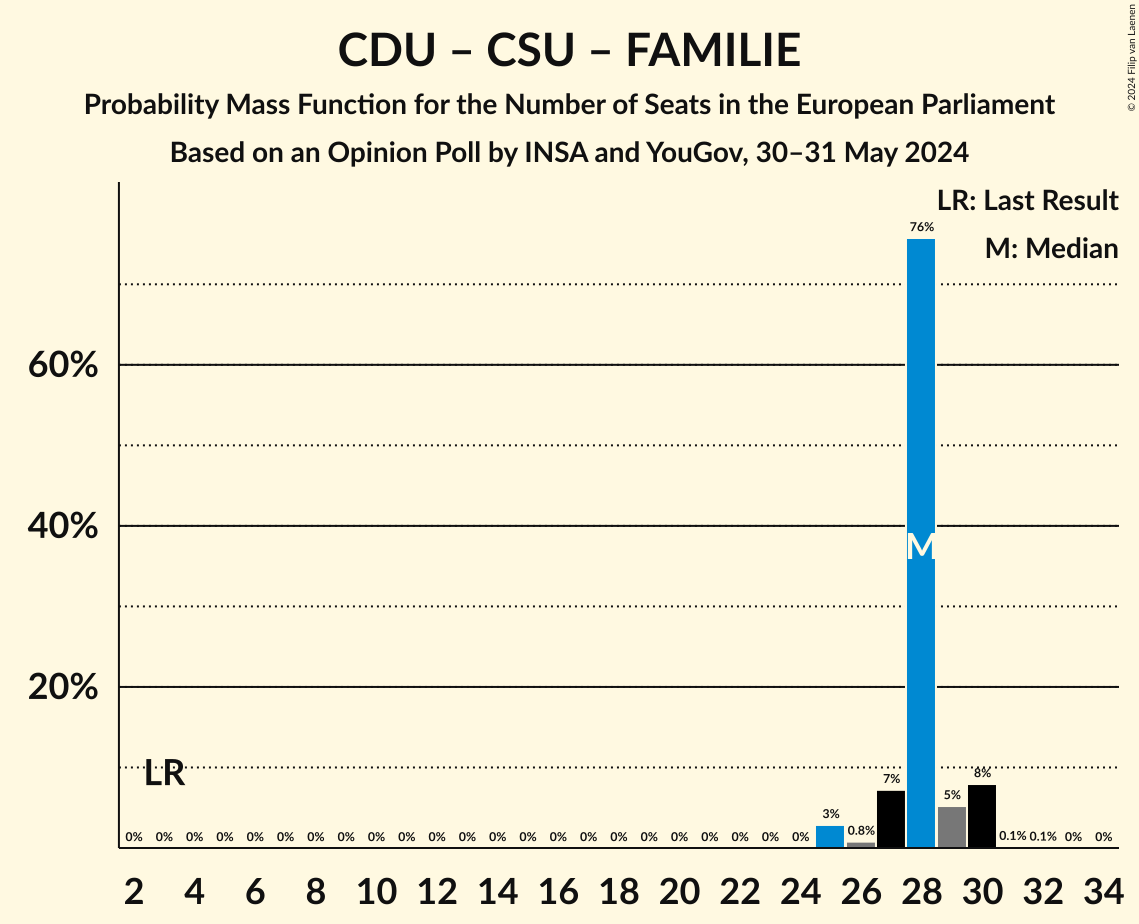 CDU – CSU – FAMILIE
Probability Mass Function for the Number of Seats in the European Parliament
Based on an Opinion Poll by INSA and YouGov, 30–31 May 2024
© 2024 Filip van Laenen
LR: Last Result
M: Median
76%
60%
40%
M
20%
LR
0% 0% 0% 0% 0% 0% 0% 0% 0% 0% 0% 0% 0% 0% 0% 0% 0% 0% 0% 0% 0% 0% 0% 3% 0.8% 7% 5% 8% 0.1% 0.1% 0% 0%
2 4 6 8 10 12 14 16 18 20 22 24 26 28 30 32 34